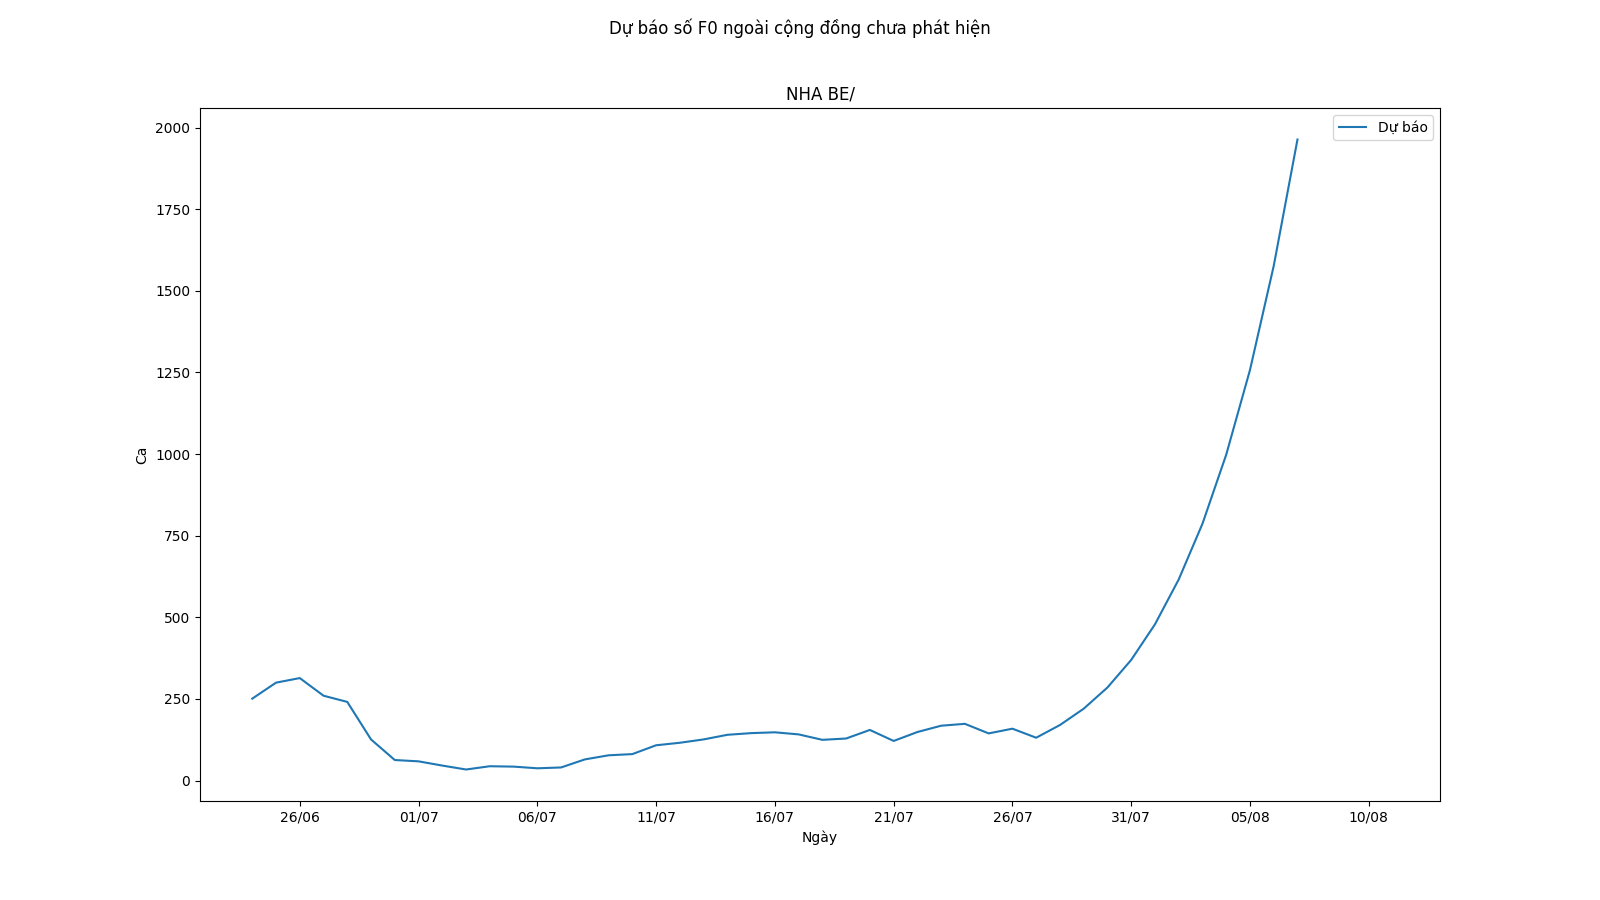 Dự báo số F0 ngoài cộng đồng chưa phát hiện
NHA BE/
Dự báo
2000
1750
1500
1250
1000
750
500
250
0
Ca
26/06 01/07 06/07 11/07 16/07 21/07 26/07 31/07 05/08 10/08
Ngày